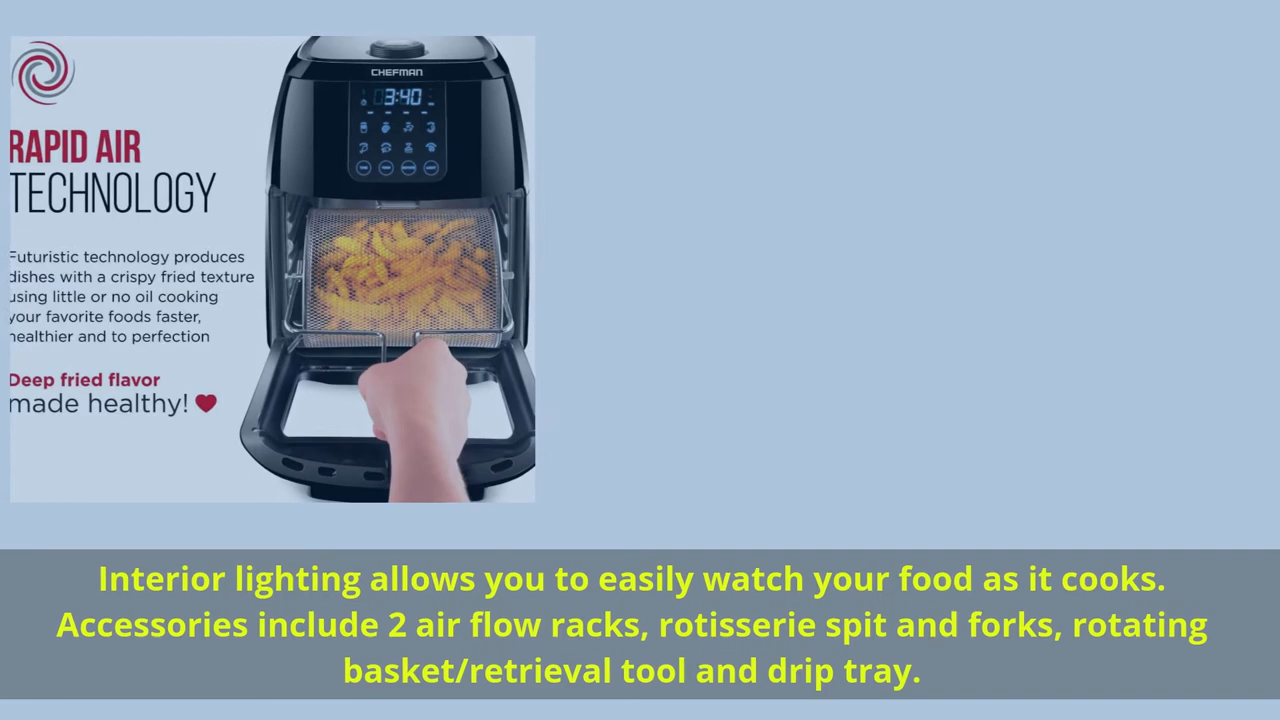 CHEFMAN
3:40
RAPID AIR
TECHNOLOGY
Futuristic technology produces
dishes with a crispy fried texture
using little or no oil cooking
your favorite foods faster,
healthier and to perfection
Deep fried flavor
made healthy!
Interior lighting allows you to easily watch your food as it cooks.
Accessories include 2 air flow racks, rotisserie spit and forks, rotating
basket/retrieval tool and drip tray.